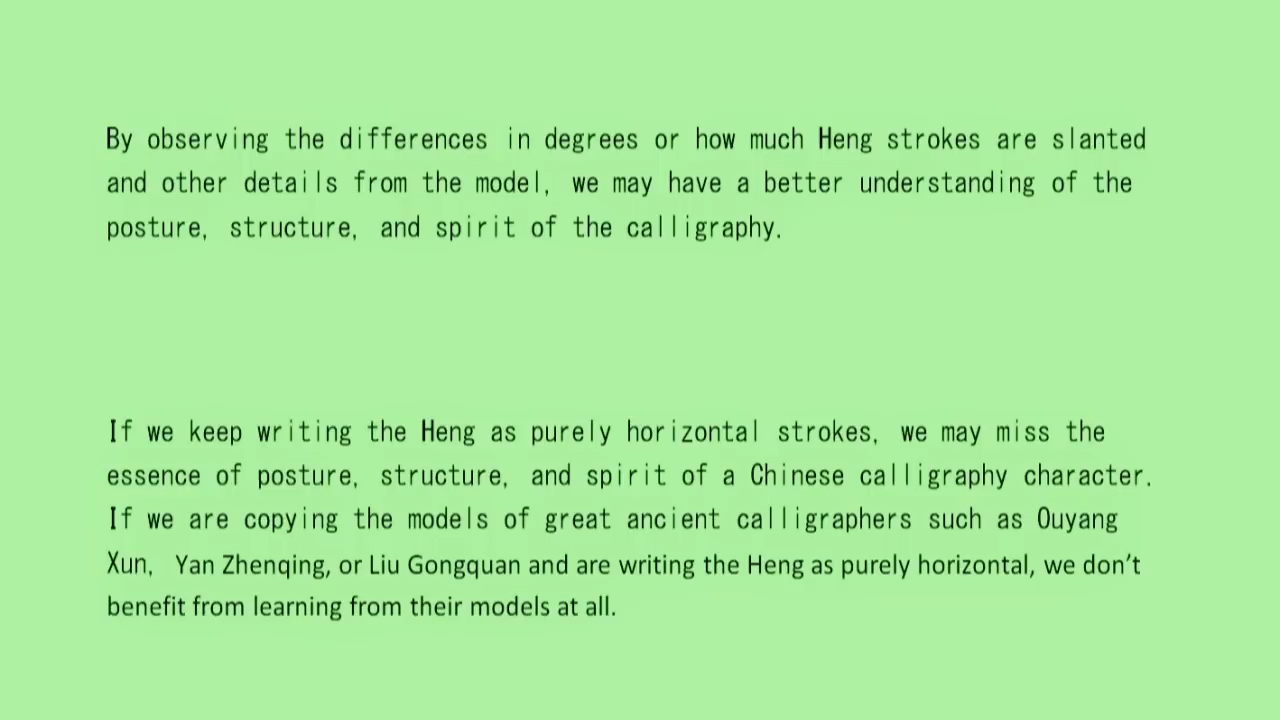 By observing the differences in degrees or how much Heng strokes are slanted
and other details from the model, we may have a better understanding of the
posture, structure, and spirit of the calligraphy.
If we keep writing the Heng as purely horizontal strokes, we may miss the
essence of posture, structure, and spirit of a Chinese calligraphy character.
If we are copying the models of great ancient calligraphers such as Ouyang
Xun, Yan Zhenqing, or Liu Gongquan and are writing the Heng as purely horizontal, we don’t
benefit from learning from their models at all.